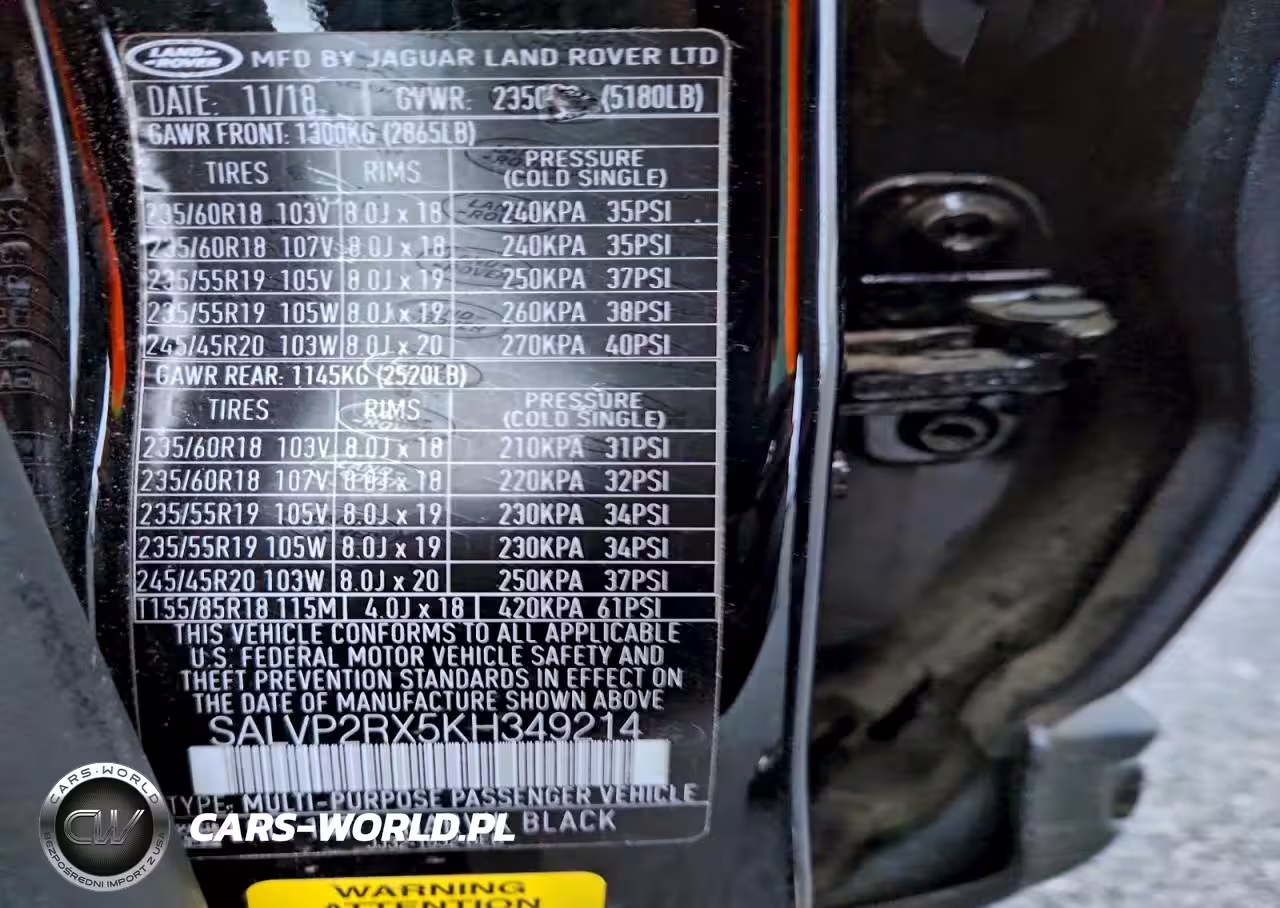 LAND-
-ROVER MFD BY JAGUAR LAND ROVER LTD
DATE: 11/18 GVWR: 2350 (5180LB)
GAWR FRONT: 1300KG (2865LB)
TIRES RIMS PRESSURE (COLD SINGLE)
235/60R18 103V 8.0J x 18 240KPA 35PSI
235/60R18 107V 8.0J x 18 240KPA 35PSI
235/55R19 105V 8.0J x 19 250KPA 37PSI
235/55R19 105W 8.0J x 19 260KPA 38PSI
245/45R20 103W 8.0J x 20 270KPA 40PSI
GAWR REAR: 1145KG (2520LB)
TIRES RIMS PRESSURE (COLD SINGLE)
235/60R18 103V 8.0J x 18 210KPA 31PSI
235/60R18 107V 8.0J x 18 220KPA 32PSI
235/55R19 105V 8.0J x 19 230KPA 34PSI
235/55R19 105W 8.0J x 19 230KPA 34PSI
245/45R20 103W 8.0J x 20 250KPA 37PSI
T155/85R18 115M 4.0J x 18 420KPA 61PSI
THIS VEHICLE CONFORMS TO ALL APPLICABLE
U.S. FEDERAL MOTOR VEHICLE SAFETY AND
THEFT PREVENTION STANDARDS IN EFFECT ON
THE DATE OF MANUFACTURE SHOWN ABOVE
SALVP2RX5KH349214
TYPE: MULTI-PURPOSE PASSENGER VEHICLE
BLACK
CARS-WORLD.PL
CARS-WORLD
CW
BEZPOŚREDNI IMPORT Z USA
WARNING
ATTENTION